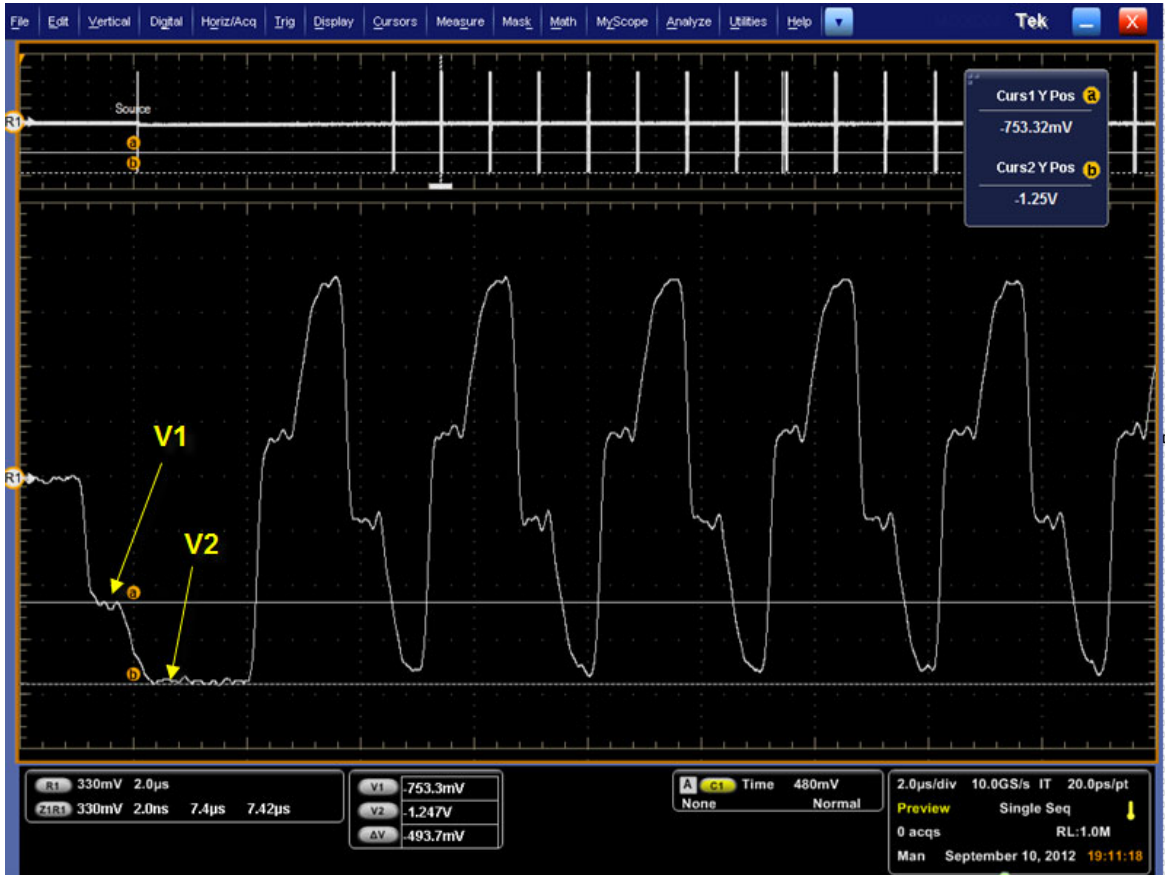 File Edit Vertical Digital Horiz/Acq Trig Display Cursors Measure Mask Math MyScope Analyze Utilities Help Tek X
Source
R1
a
b
Curs1 Y Pos a
-753.32mV
Curs2 Y Pos b
-1.25V
V1
R1
V2
a
b
R1 330mV 2.0µs
Z1R1 330mV 2.0ns 7.4µs 7.42µs
V1 -753.3mV
V2 -1.247V
ΔV -493.7mV
A C1 Time 480mV
None Normal
2.0µs/div 10.0GS/s IT 20.0ps/pt
Preview Single Seq
0 acqs RL:1.0M
Man September 10, 2012 19:11:18